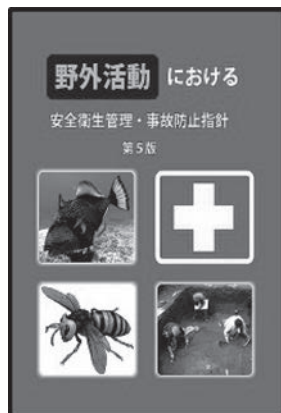 野外活動 における
安全衛生管理・事故防止指針
第5版